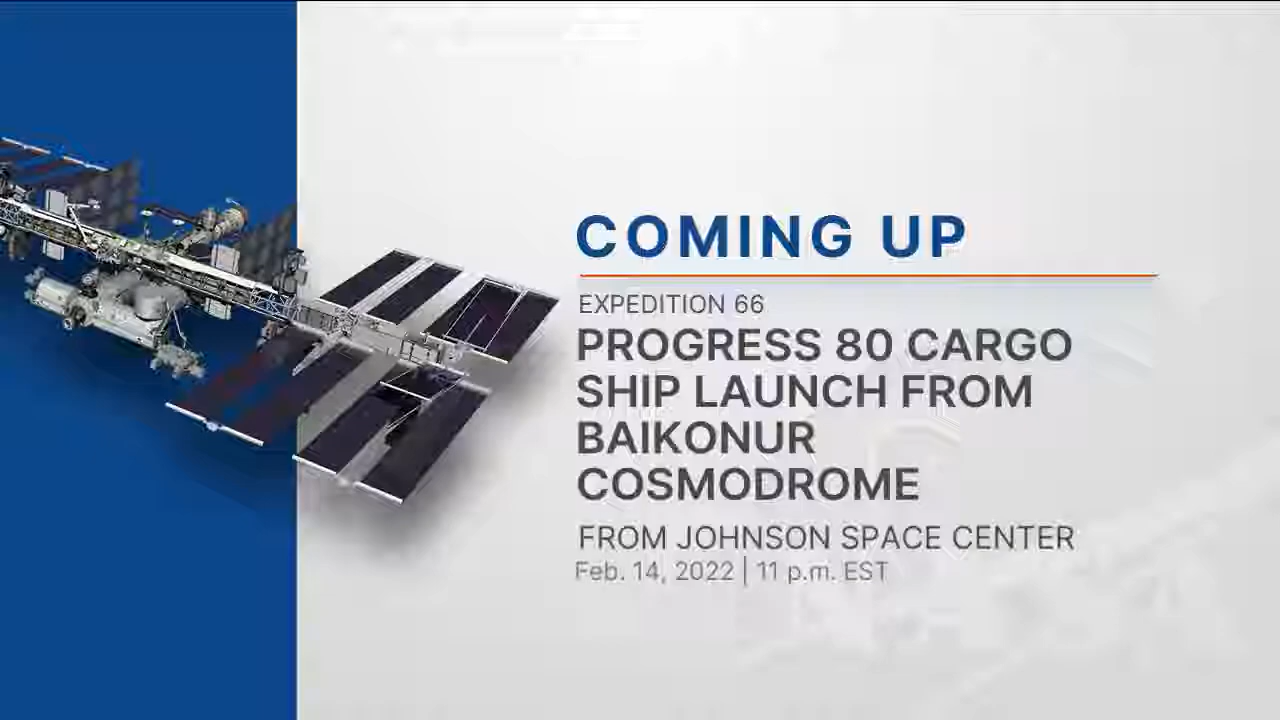 COMING UP
EXPEDITION 66
PROGRESS 80 CARGO
SHIP LAUNCH FROM
BAIKONUR
COSMODROME
FROM JOHNSON SPACE CENTER
Feb. 14, 2022 | 11 p.m. EST